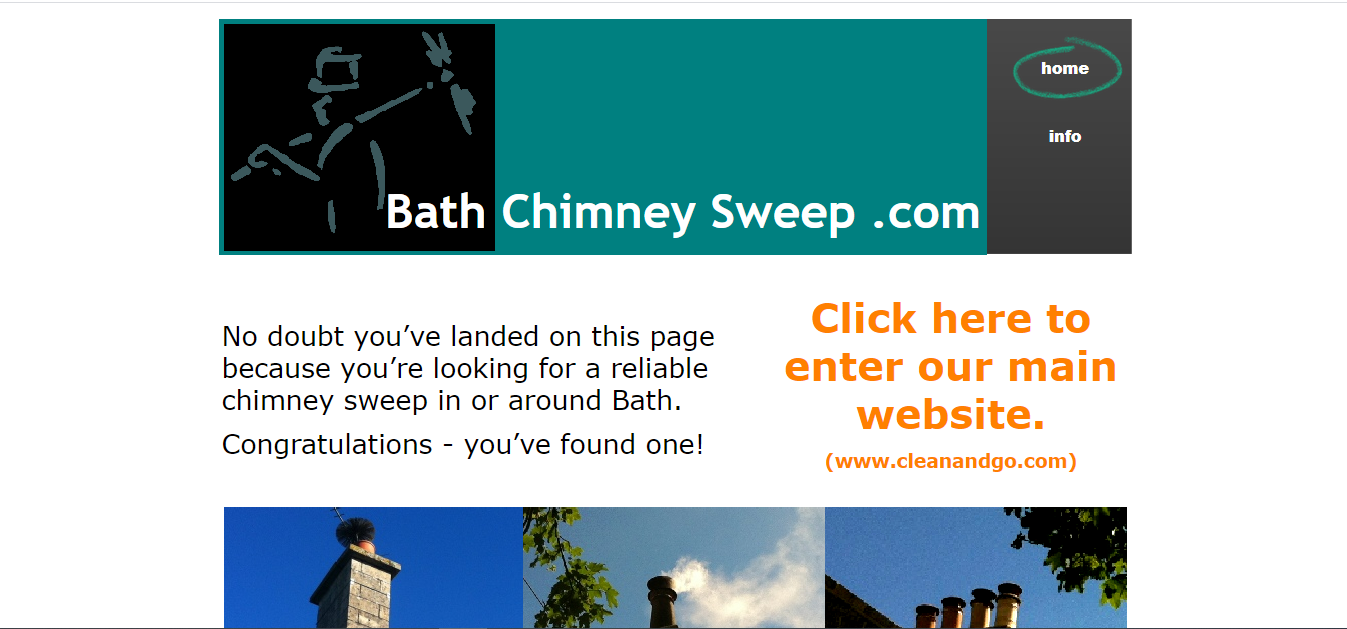 home
info
Bath Chimney Sweep .com
No doubt you’ve landed on this page
because you’re looking for a reliable
chimney sweep in or around Bath.
Congratulations - you’ve found one!
Click here to
enter our main
website.
(www.cleanandgo.com)